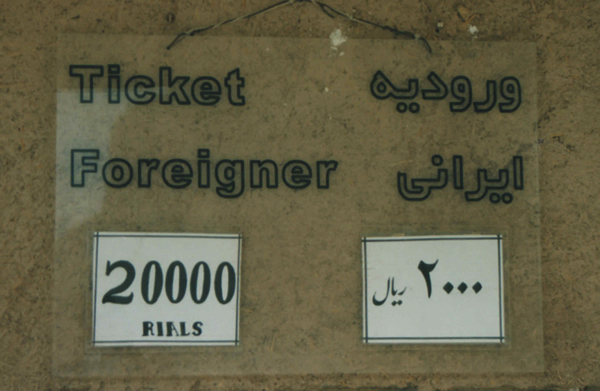 Ticket
ورودیه
Foreigner
ایرانی
20000
RIALS
۲۰۰۰ ریال